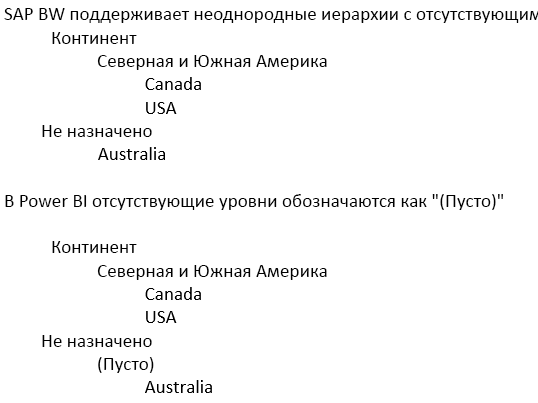 SAP BW поддерживает неоднородные иерархии с отсутствующим
Континент
Северная и Южная Америка
Canada
USA
Не назначено
Australia
В Power BI отсутствующие уровни обозначаются как "(Пусто)"
Континент
Северная и Южная Америка
Canada
USA
Не назначено
(Пусто)
Australia